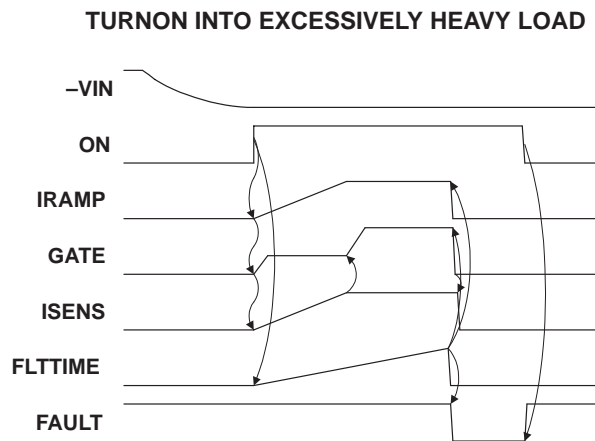 TURNON INTO EXCESSIVELY HEAVY LOAD
–VIN
ON
IRAMP
GATE
ISENS
FLTTIME
FAULT